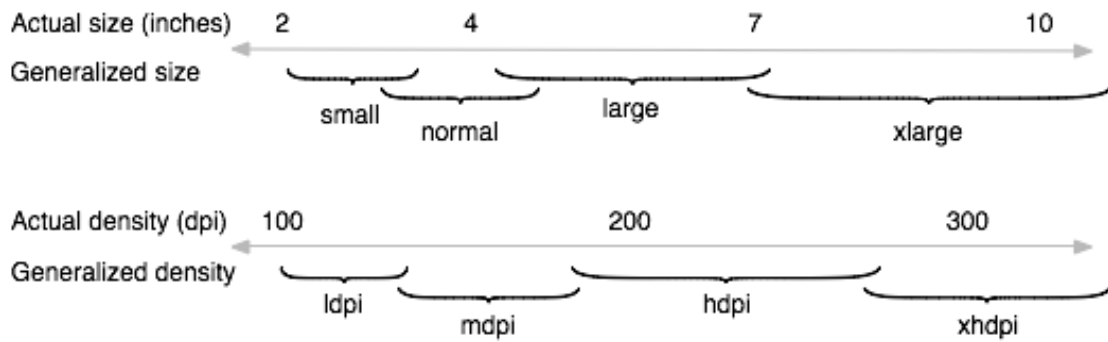 Actual size (inches) 2 4 7 10
Generalized size
small large
normal xlarge
Actual density (dpi) 100 200 300
Generalized density
ldpi hdpi
mdpi xhdpi